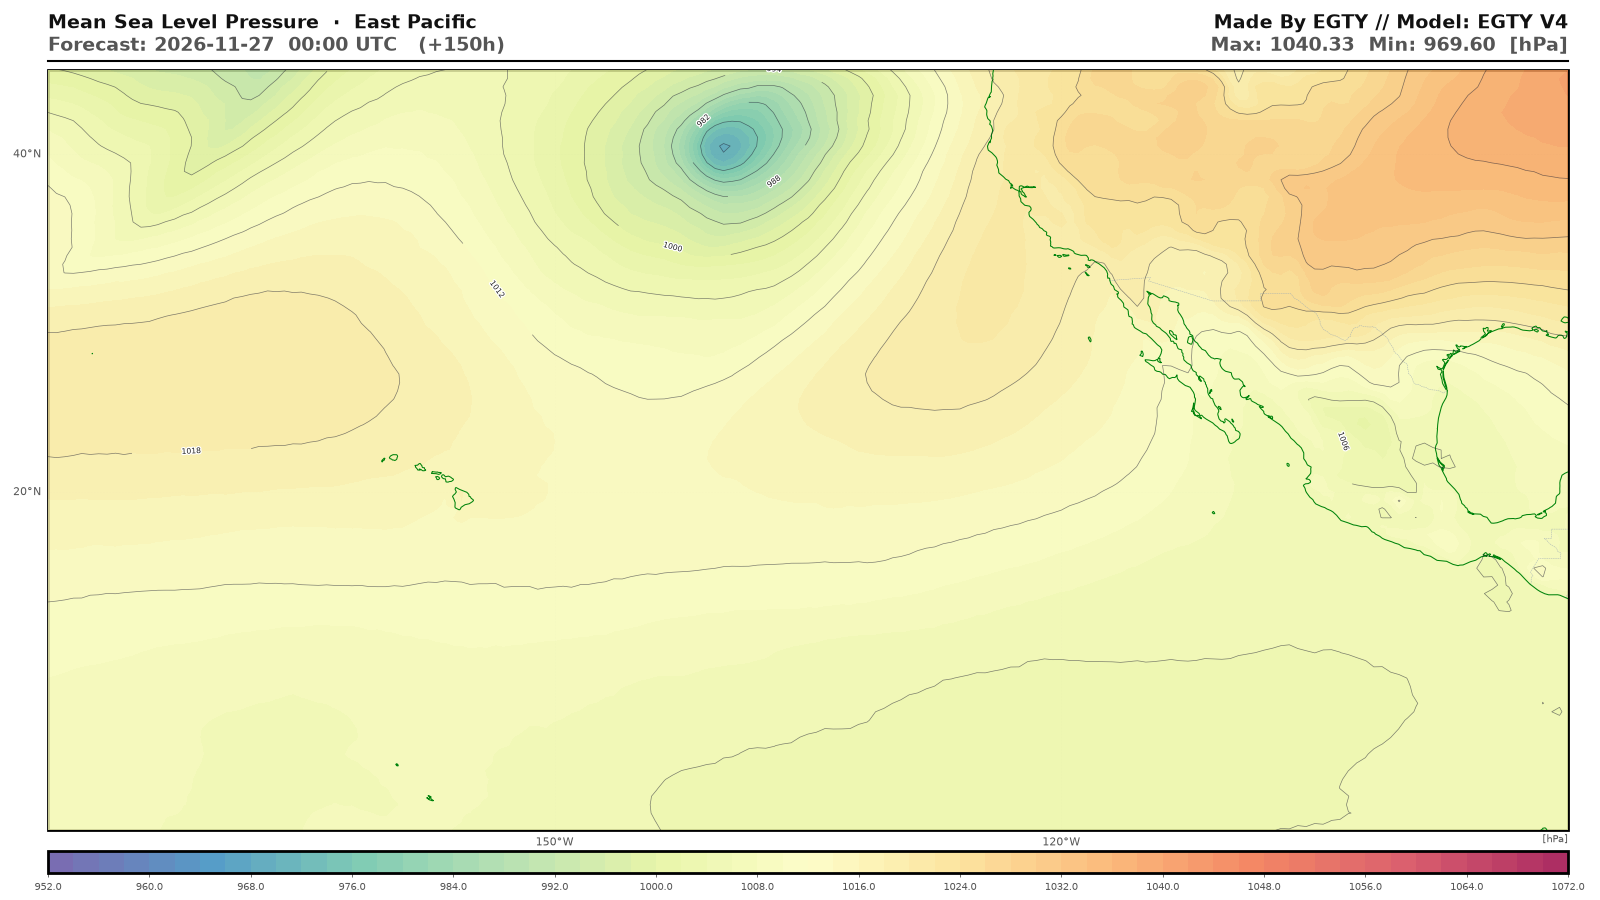 Mean Sea Level Pressure · East Pacific
Made By EGTY // Model: EGTY V4
Forecast: 2026-11-27 00:00 UTC (+150h)
Max: 1040.33 Min: 969.60 [hPa]
982
40°N
988
1000
1012
1006
1018
20°N
150°W
120°W
[hPa]
952.0 960.0 968.0 976.0 984.0 992.0 1000.0 1008.0 1016.0 1024.0 1032.0 1040.0 1048.0 1056.0 1064.0 1072.0